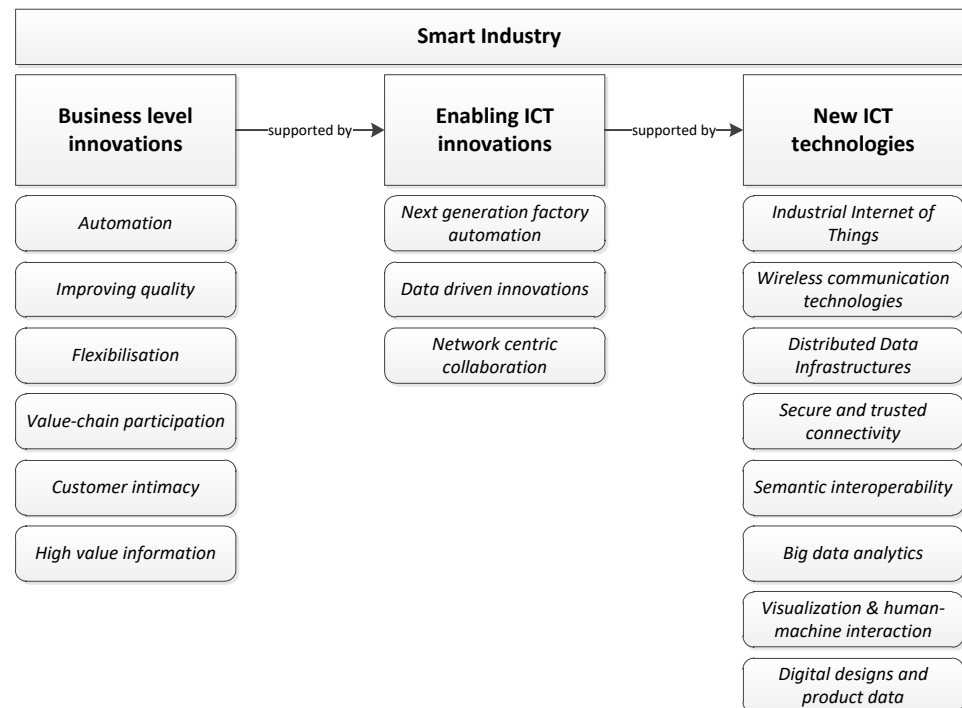 Smart Industry
Business level
innovations
supported by
Enabling ICT
innovations
supported by
New ICT
technologies
Automation
Improving quality
Flexibilisation
Value-chain participation
Customer intimacy
High value information
Next generation factory
automation
Data driven innovations
Network centric
collaboration
Industrial Internet of
Things
Wireless communication
technologies
Distributed Data
Infrastructures
Secure and trusted
connectivity
Semantic interoperability
Big data analytics
Visualization & human-
machine interaction
Digital designs and
product data